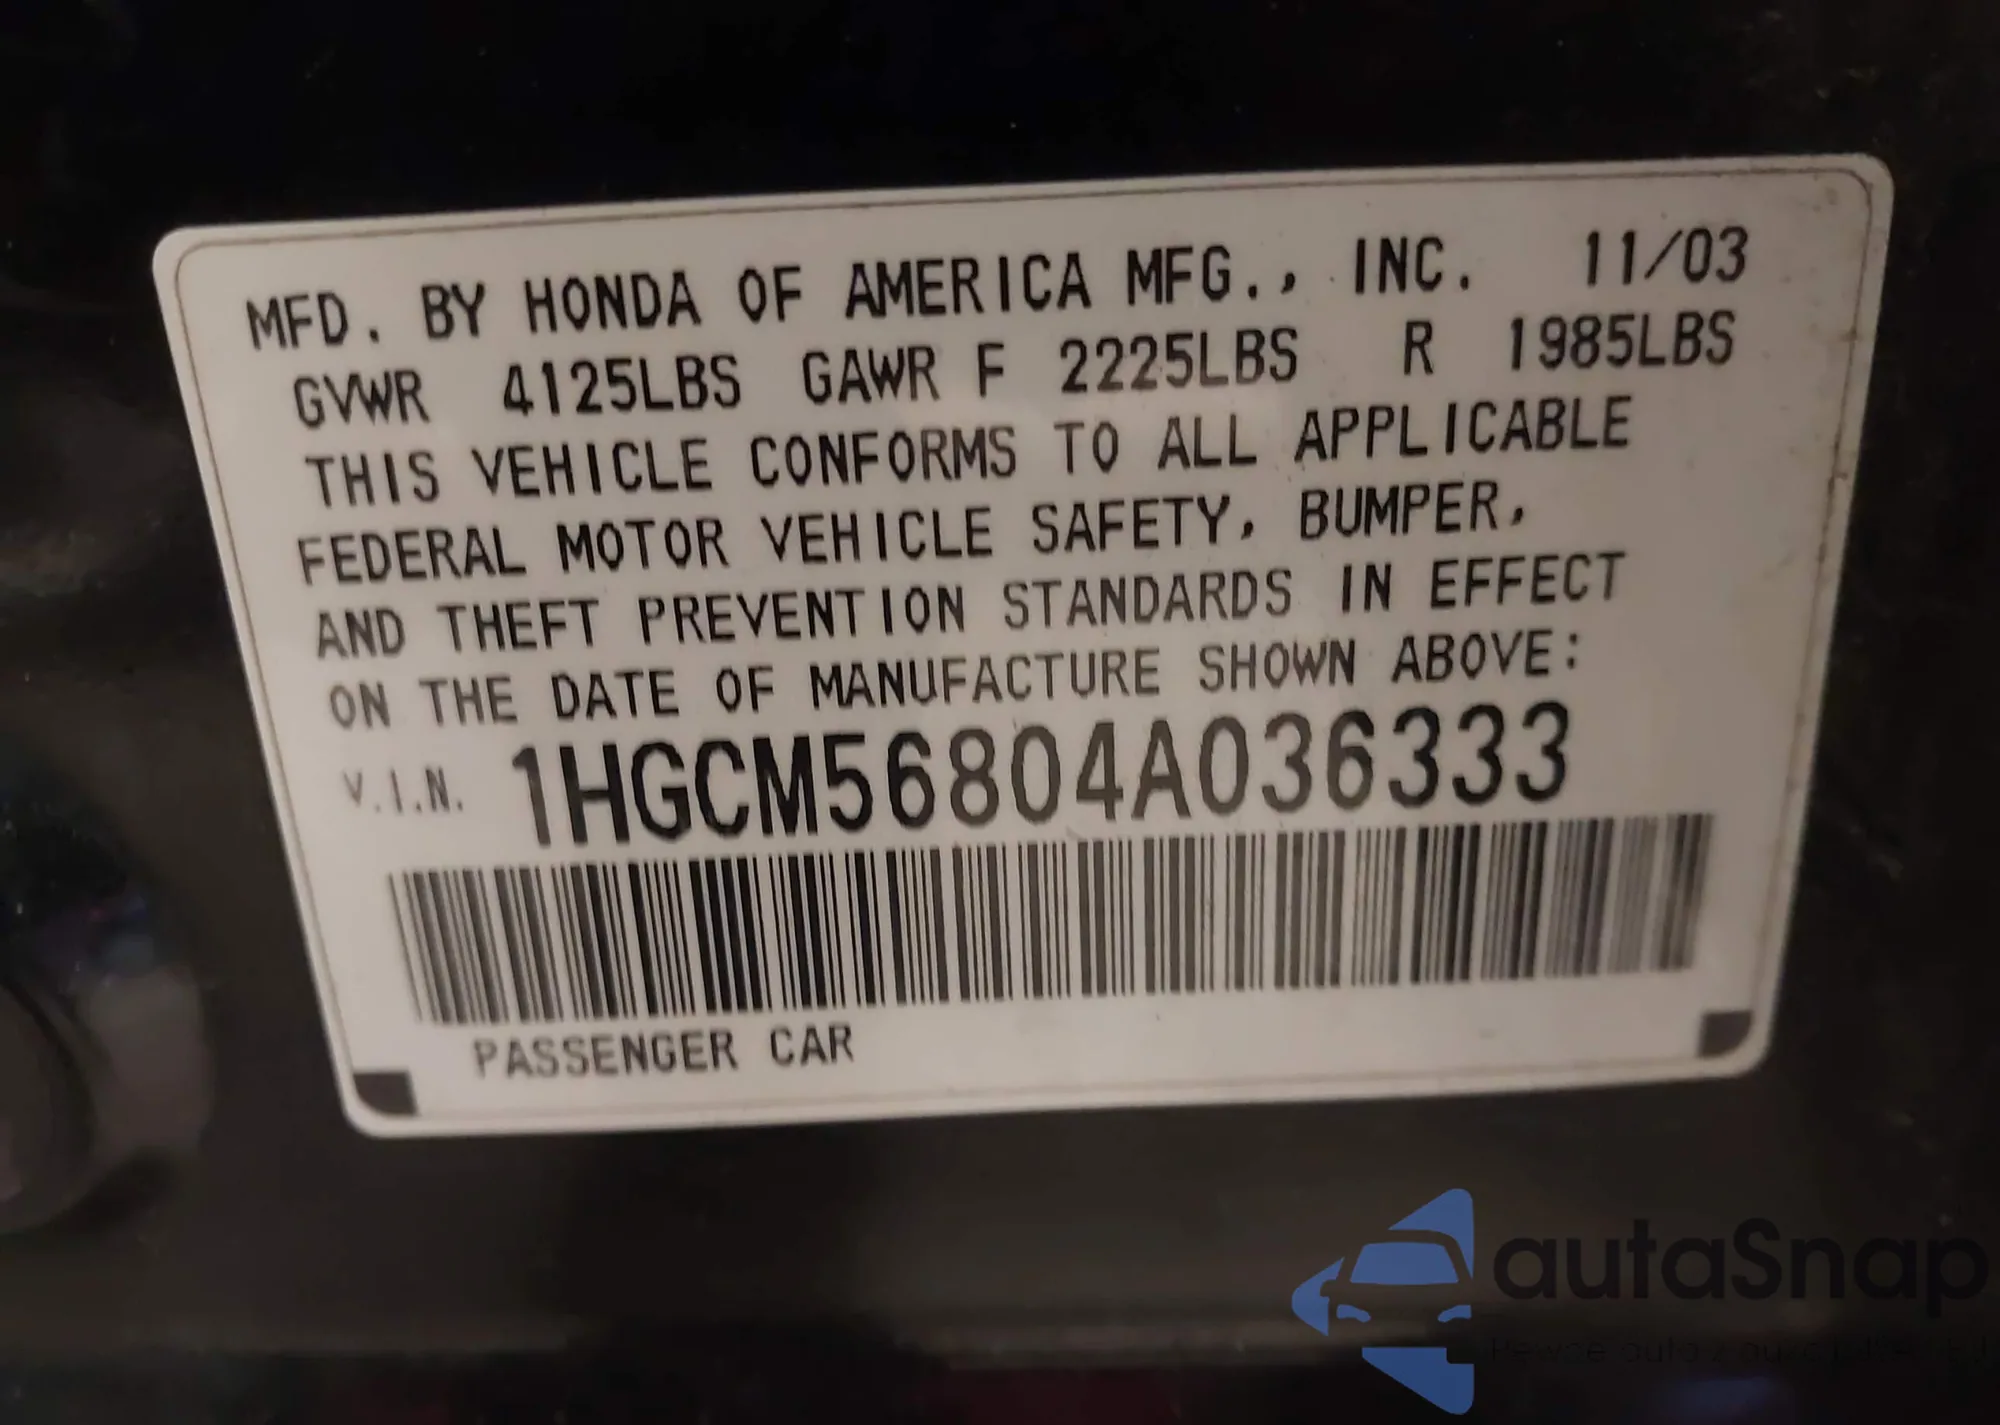 MFD. BY HONDA OF AMERICA MFG., INC. 11/03
GVWR 4125LBS GAWR F 2225LBS R 1985LBS
THIS VEHICLE CONFORMS TO ALL APPLICABLE
FEDERAL MOTOR VEHICLE SAFETY, BUMPER,
AND THEFT PREVENTION STANDARDS IN EFFECT
ON THE DATE OF MANUFACTURE SHOWN ABOVE:
V.I.N. 1HGCM56804A036333
PASSENGER CAR
autaSnap